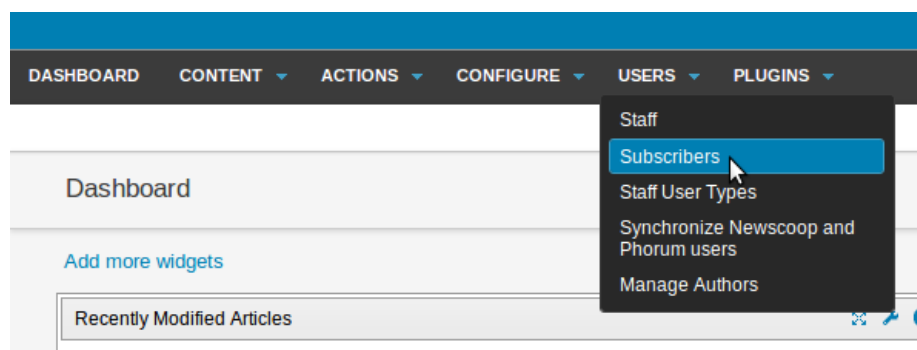 DASHBOARD CONTENT ACTIONS CONFIGURE USERS PLUGINS
Staff
Subscribers
Staff User Types
Synchronize Newscoop and
Phorum users
Manage Authors
Dashboard
Add more widgets
Recently Modified Articles